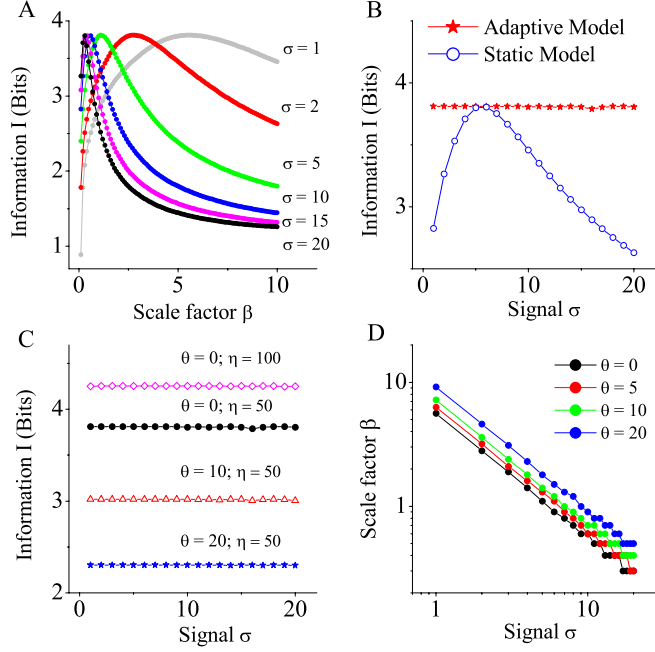 A
4
3
2
1
0
5
10
Information I (Bits)
Scale factor β
σ = 1
σ = 2
σ = 5
σ = 10
σ = 15
σ = 20
B
Adaptive Model
Static Model
4
3
0
10
20
Information I (Bits)
Signal σ
C
θ = 0; η = 100
θ = 0; η = 50
θ = 10; η = 50
θ = 20; η = 50
4
3
2
0
10
20
Information I (Bits)
Signal σ
D
θ = 0
θ = 5
θ = 10
θ = 20
10
1
1
10
Scale factor β
Signal σ